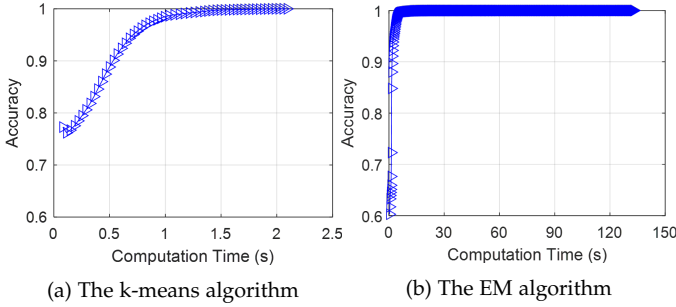 1
0.9
0.8
0.7
0.6
Accuracy
0 0.5 1 1.5 2 2.5
Computation Time (s)
(a) The k-means algorithm
1
0.9
0.8
0.7
0.6
Accuracy
0 30 60 90 120 150
Computation Time (s)
(b) The EM algorithm